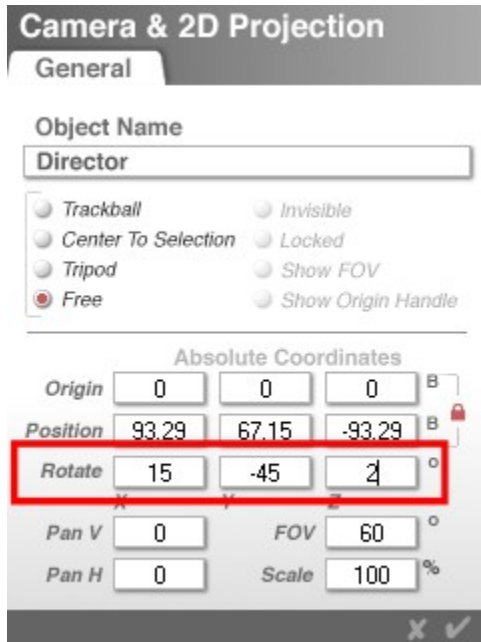 Camera & 2D Projection
General
Object Name
Director
Trackball Invisible
Center To Selection Locked
Tripod Show FOV
Free Show Origin Handle
Absolute Coordinates
Origin 0 0 0 B
Position 93.29 67.15 -93.29 B
Rotate 15 -45 2 °
X Y Z
Pan V 0 FOV 60 °
Pan H 0 Scale 100 %